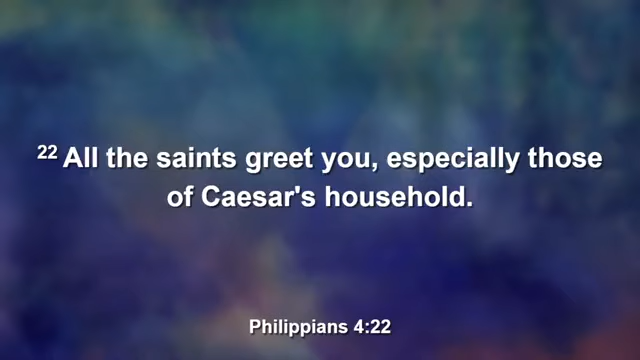 22 All the saints greet you, especially those
of Caesar's household.
Philippians 4:22